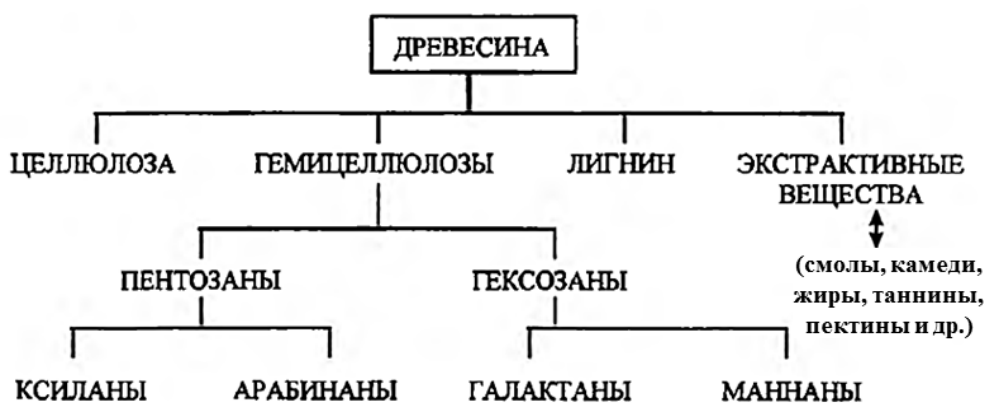 ДРЕВЕСИНА
ЦЕЛЛЮЛОЗА ГЕМИЦЕЛЛЮЛОЗЫ ЛИГНИН ЭКСТРАКТИВНЫЕ
ВЕЩЕСТВА
(смолы, камеди,
жиры, таннины,
пектины и др.)
ПЕНТОЗАНЫ ГЕКСОЗАНЫ
КСИЛАНЫ АРАБИНАНЫ ГАЛАКТАНЫ МАННАНЫ